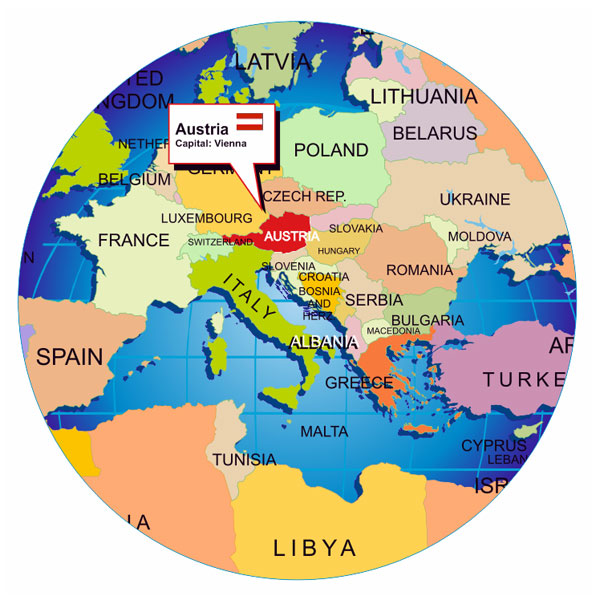 LATVIA
TED
NGDOM
LITHUANIA
BELARUS
Austria
Capital: Vienna
NETHER
POLAND
GERMANY
BELGIUM
CZECH REP.
UKRAINE
LUXEMBOURG
SLOVAKIA
MOLDOVA
FRANCE
SWITZERLAND
AUSTRIA
HUNGARY
N
SLOVENIA
ROMANIA
CROATIA
ITALY
BOSNIA
AND
HERZ
SERBIA
BULGARIA
MACEDONIA
ALBANIA
AR
SPAIN
GREECE
TURKE
MALTA
CYPRUS
TUNISIA
LEBAN
ISR
IA
LIBYA